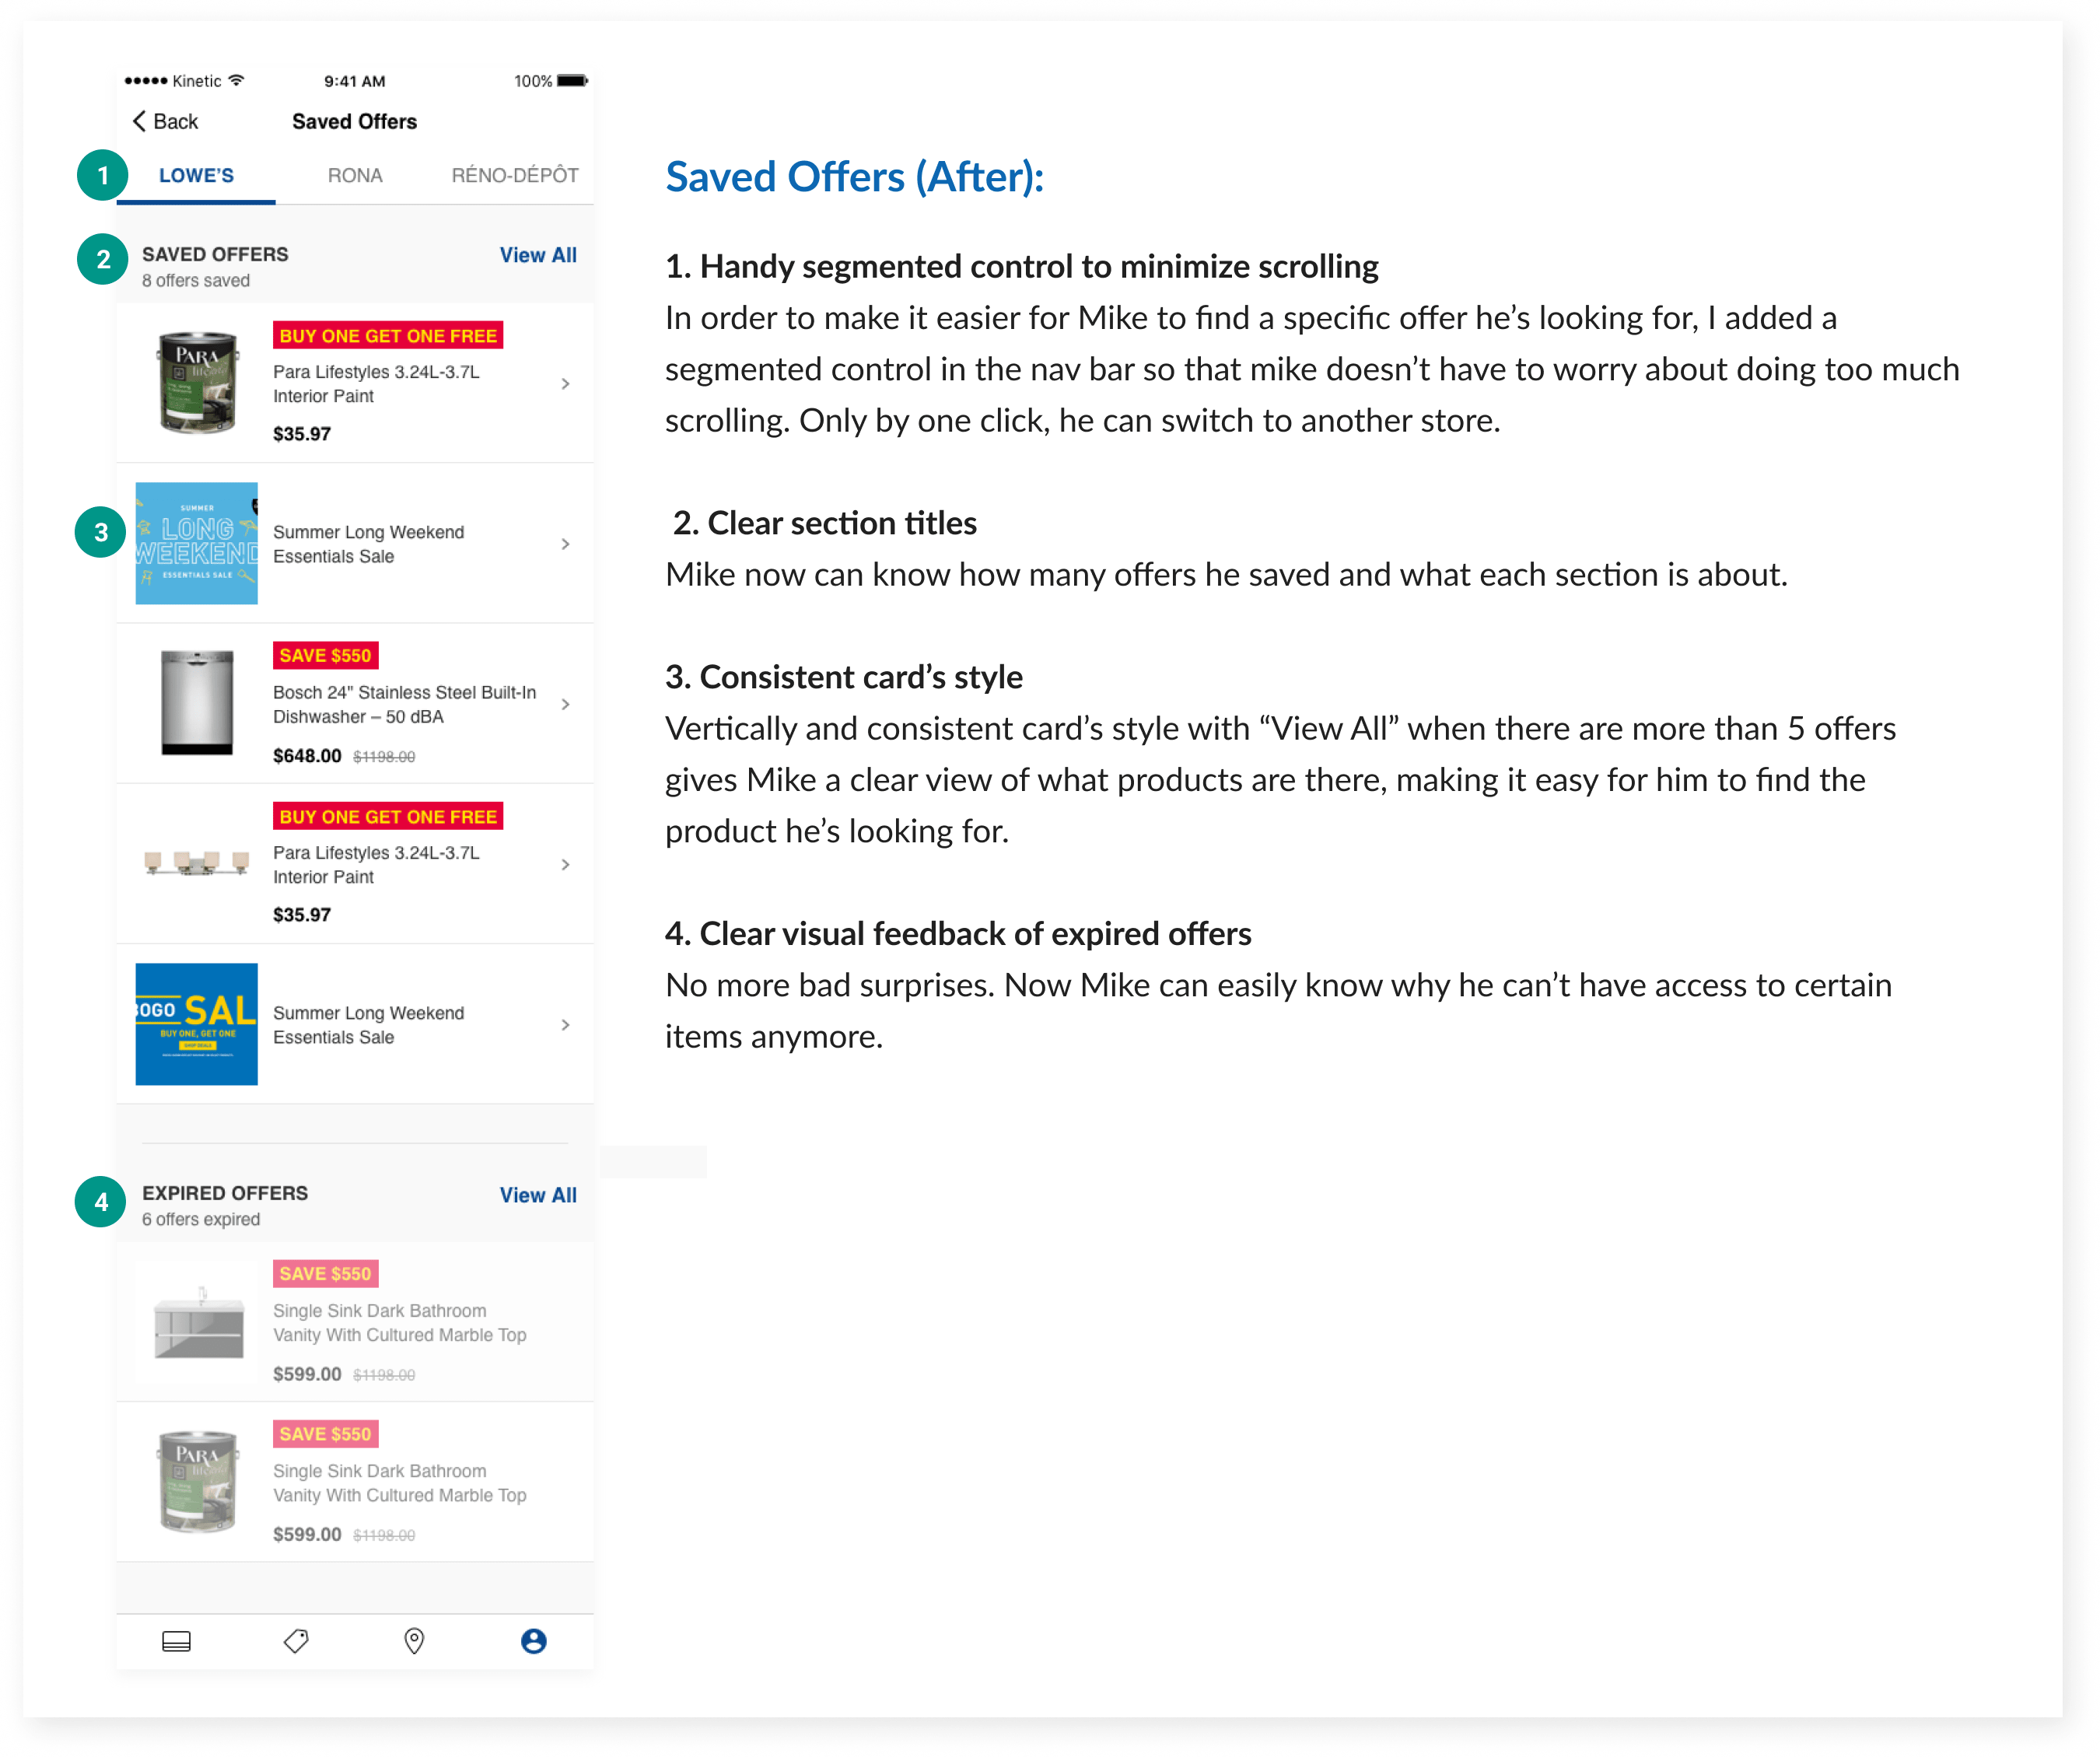 Kinetic 9:41 AM 100%
Back Saved Offers
1 LOWE'S RONA RÉNO-DÉPÔT
2 SAVED OFFERS View All
8 offers saved
BUY ONE GET ONE FREE
PARA
Para Lifestyles 3.24L-3.7L
Interior Paint
$35.97
3
SUMMER
LONG
WEEKEND
ESSENTIALS SALE
Summer Long Weekend
Essentials Sale
SAVE $550
Bosch 24" Stainless Steel Built-In
Dishwasher – 50 dBA
$648.00 $1198.00
BUY ONE GET ONE FREE
Para Lifestyles 3.24L-3.7L
Interior Paint
$35.97
OGO SAL
BUY ONE, GET ONE
SHOP DEALS
Summer Long Weekend
Essentials Sale
4 EXPIRED OFFERS View All
6 offers expired
SAVE $550
Single Sink Dark Bathroom
Vanity With Cultured Marble Top
$599.00 $1198.00
PARA
SAVE $550
Single Sink Dark Bathroom
Vanity With Cultured Marble Top
$599.00 $1198.00
Saved Offers (After):
1. Handy segmented control to minimize scrolling
In order to make it easier for Mike to find a specific offer he's looking for, I added a
segmented control in the nav bar so that mike doesn't have to worry about doing too much
scrolling. Only by one click, he can switch to another store.
2. Clear section titles
Mike now can know how many offers he saved and what each section is about.
3. Consistent card's style
Vertically and consistent card's style with “View All” when there are more than 5 offers
gives Mike a clear view of what products are there, making it easy for him to find the
product he's looking for.
4. Clear visual feedback of expired offers
No more bad surprises. Now Mike can easily know why he can't have access to certain
items anymore.